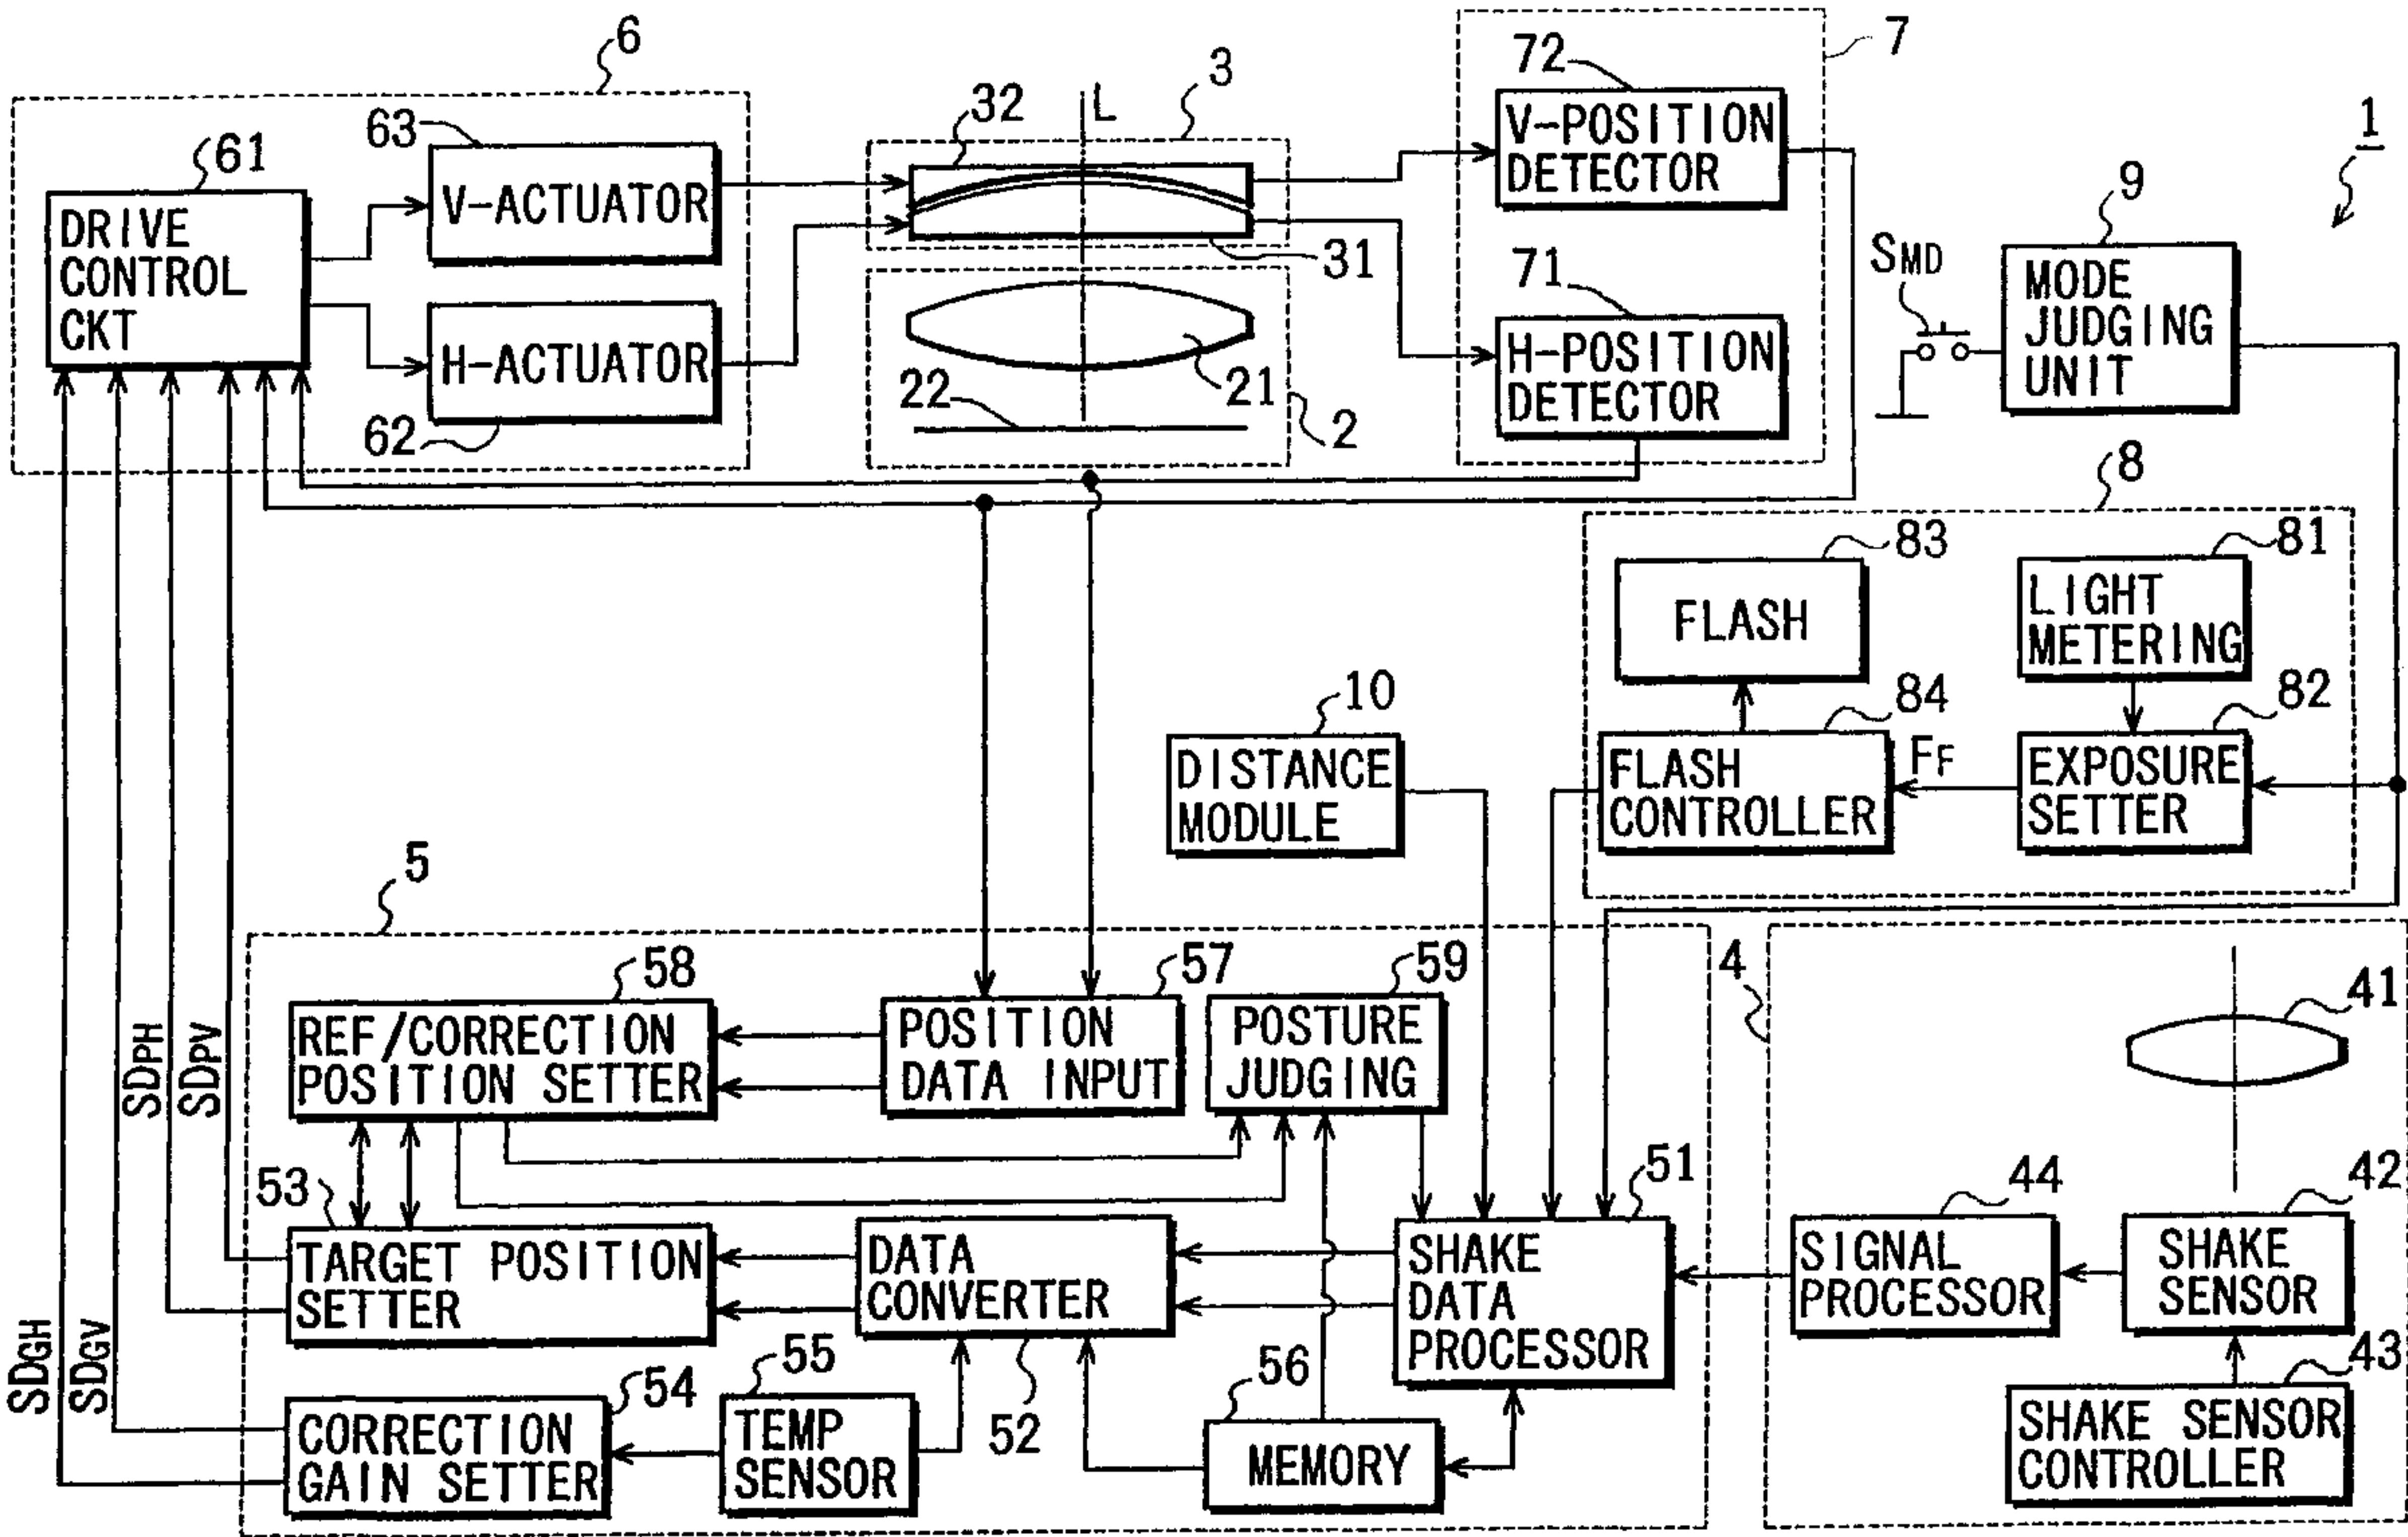 6
61
DRIVE
CONTROL
CKT
63
V-ACTUATOR
H-ACTUATOR
62
3
32
L
31
21
22
2
7
72
V-POSITION
DETECTOR
71
H-POSITION
DETECTOR
1
9
SMD
MODE
JUDGING
UNIT
8
83
FLASH
81
LIGHT
METERING
84
FLASH
CONTROLLER
FF
82
EXPOSURE
SETTER
10
DISTANCE
MODULE
5
58
REF/CORRECTION
POSITION SETTER
57
POSITION
DATA INPUT
59
POSTURE
JUDGING
SDPH
SDPV
53
TARGET POSITION
SETTER
DATA
CONVERTER
52
51
SHAKE
DATA
PROCESSOR
SDGH
SDGV
54
CORRECTION
GAIN SETTER
55
TEMP
SENSOR
56
MEMORY
4
41
44
SIGNAL
PROCESSOR
42
SHAKE
SENSOR
43
SHAKE SENSOR
CONTROLLER